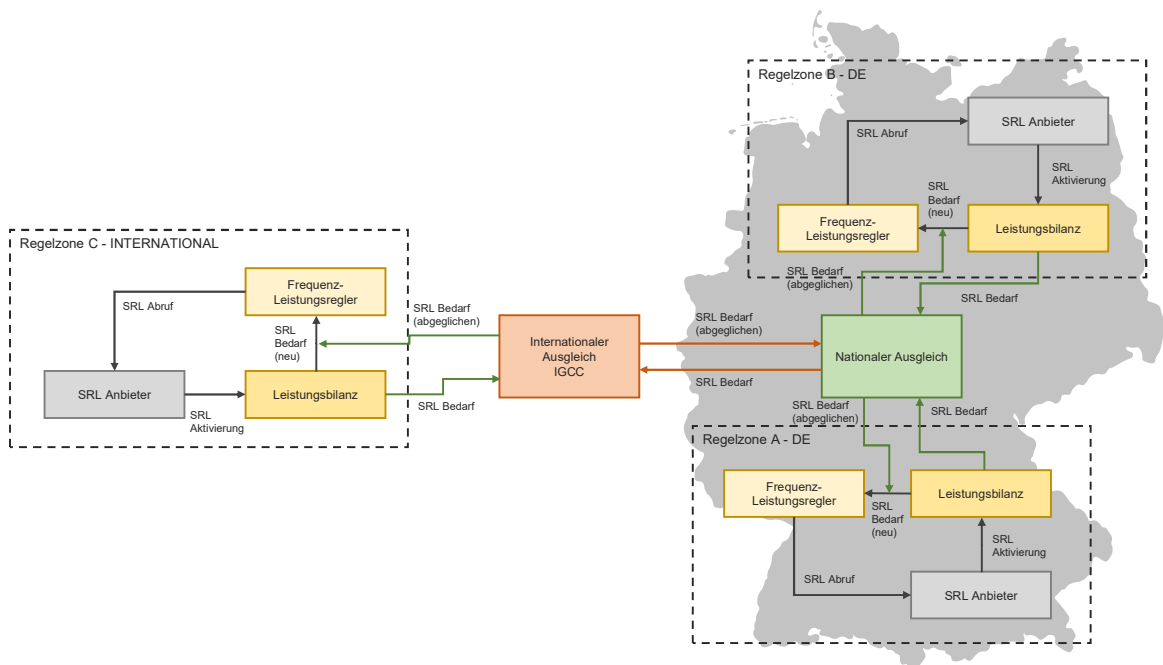 Regelzone B - DE
SRL Anbieter
SRL Abruf
SRL
Aktivierung
SRL
Bedarf
(neu)
Frequenz-
Leistungsregler
Leistungsbilanz
SRL Bedarf
(abgeglichen)
SRL Bedarf
Regelzone C - INTERNATIONAL
Frequenz-
Leistungsregler
SRL Abruf
SRL
Bedarf
(neu)
SRL Anbieter
SRL
Aktivierung
Leistungsbilanz
SRL Bedarf
(abgeglichen)
SRL Bedarf
Internationaler
Ausgleich
IGCC
SRL Bedarf
(abgeglichen)
SRL Bedarf
Nationaler Ausgleich
SRL Bedarf
(abgeglichen)
SRL Bedarf
Regelzone A - DE
Frequenz-
Leistungsregler
SRL
Bedarf
(neu)
Leistungsbilanz
SRL
Aktivierung
SRL Abruf
SRL Anbieter